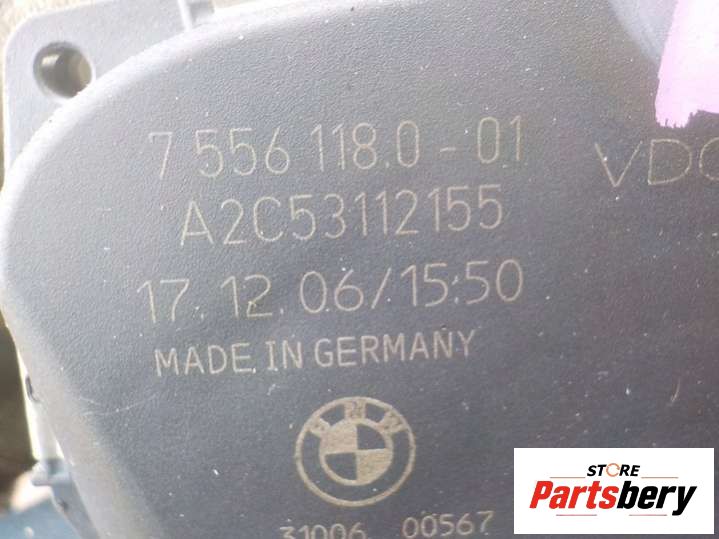 7 556 118.0 - 01
VDO
A2C53112155
17. 12. 06/15:50
MADE IN GERMANY
BMW
31006 00567
STORE
Partsbery